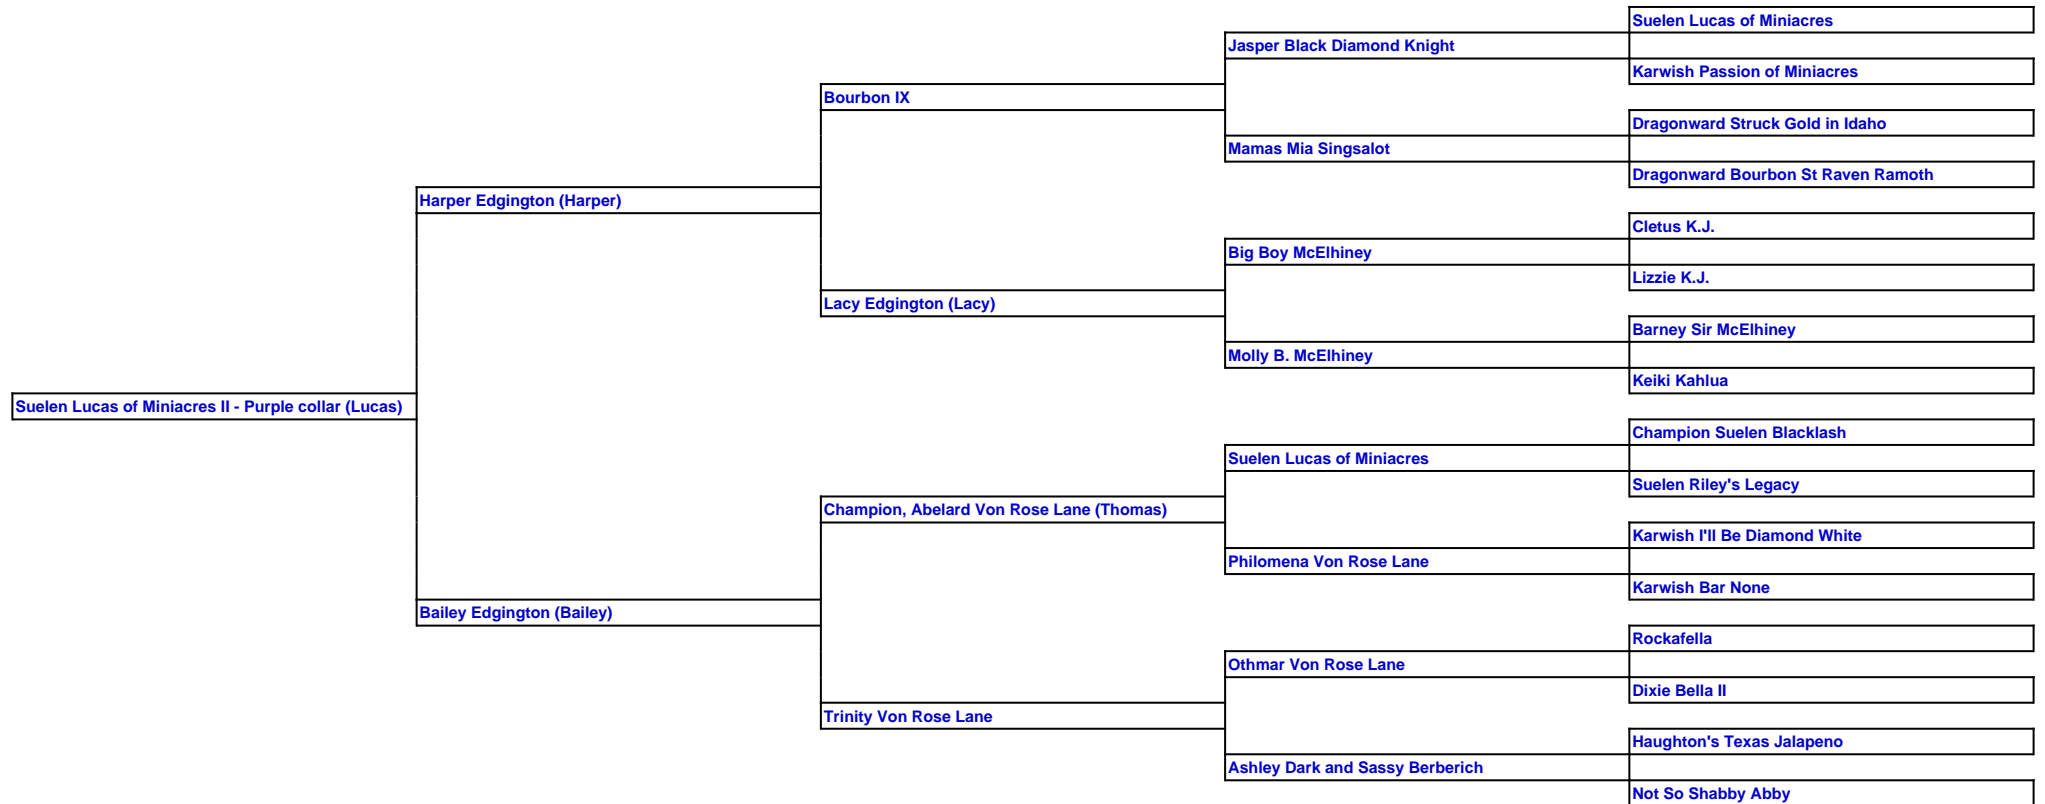 Suelen Lucas of Miniacres
Jasper Black Diamond Knight
Karwish Passion of Miniacres
Bourbon IX
Dragonward Struck Gold in Idaho
Mamas Mia Singsalot
Dragonward Bourbon St Raven Ramoth
Harper Edgington (Harper)
Cletus K.J.
Big Boy McElhiney
Lizzie K.J.
Lacy Edgington (Lacy)
Barney Sir McElhiney
Molly B. McElhiney
Keiki Kahlua
Suelen Lucas of Miniacres II - Purple collar (Lucas)
Champion Suelen Blacklash
Suelen Lucas of Miniacres
Suelen Riley's Legacy
Champion, Abelard Von Rose Lane (Thomas)
Karwish I'll Be Diamond White
Philomena Von Rose Lane
Karwish Bar None
Bailey Edgington (Bailey)
Rockafella
Othmar Von Rose Lane
Dixie Bella II
Trinity Von Rose Lane
Haughton's Texas Jalapeno
Ashley Dark and Sassy Berberich
Not So Shabby Abby